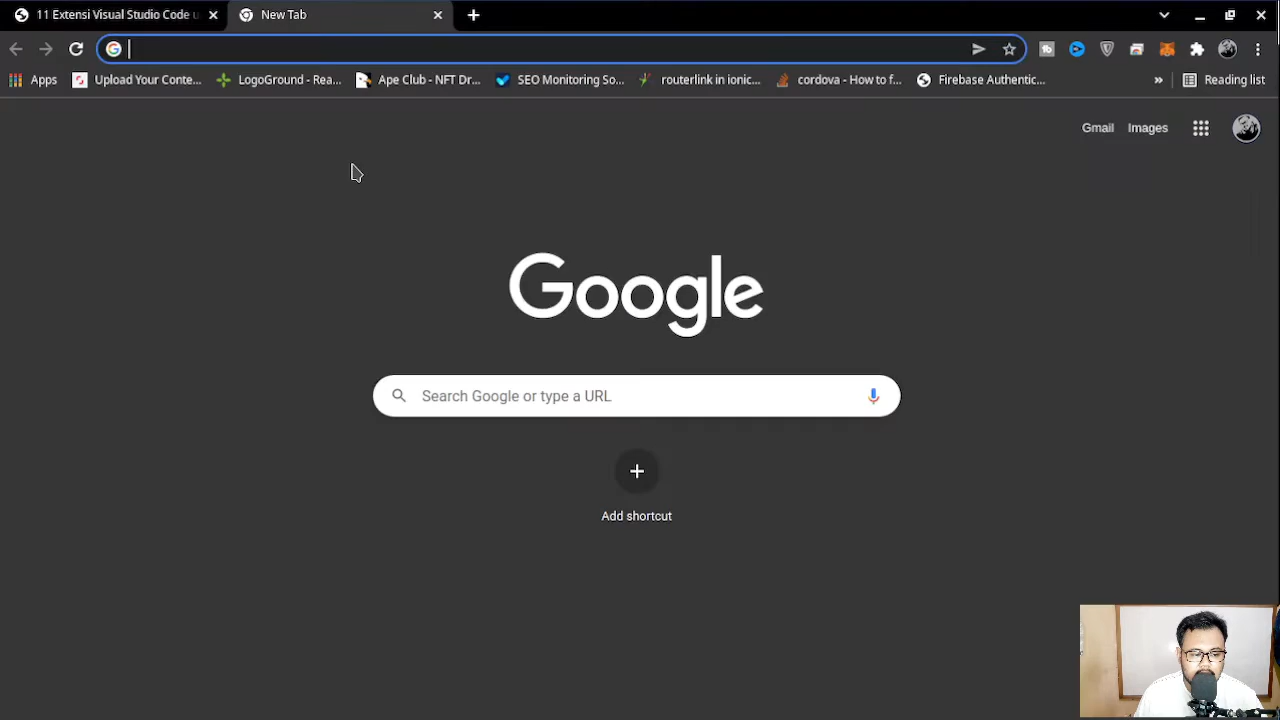 11 Extensi Visual Studio Code u
New Tab
Apps
Upload Your Conte...
LogoGround - Rea...
Ape Club - NFT Dr...
SEO Monitoring So...
routerlink in ionic...
cordova - How to f...
Firebase Authentic...
»
Reading list
Gmail
Images
Google
Search Google or type a URL
Add shortcut